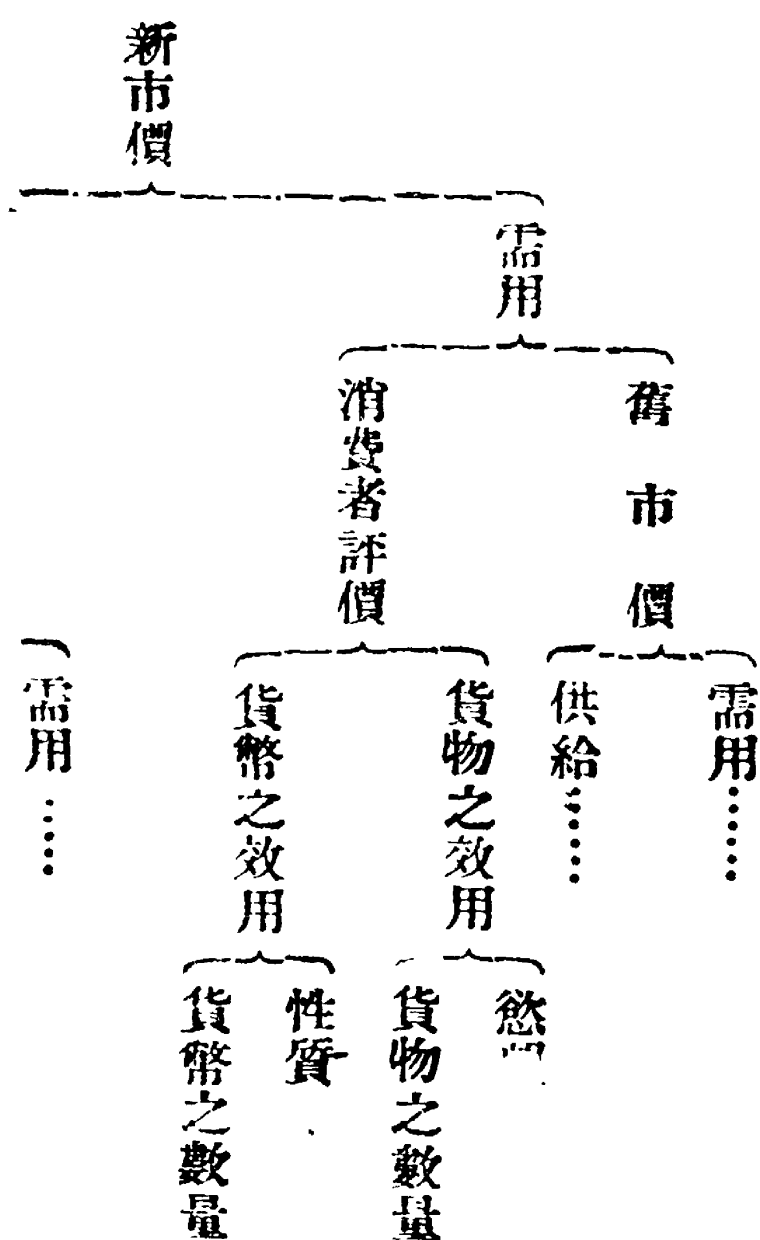 新市價
需用
舊市價
需用……
供給……
消費者評價
貨物之效用
慾
貨物之數量
貨幣之效用
性質
貨幣之數量
需用……